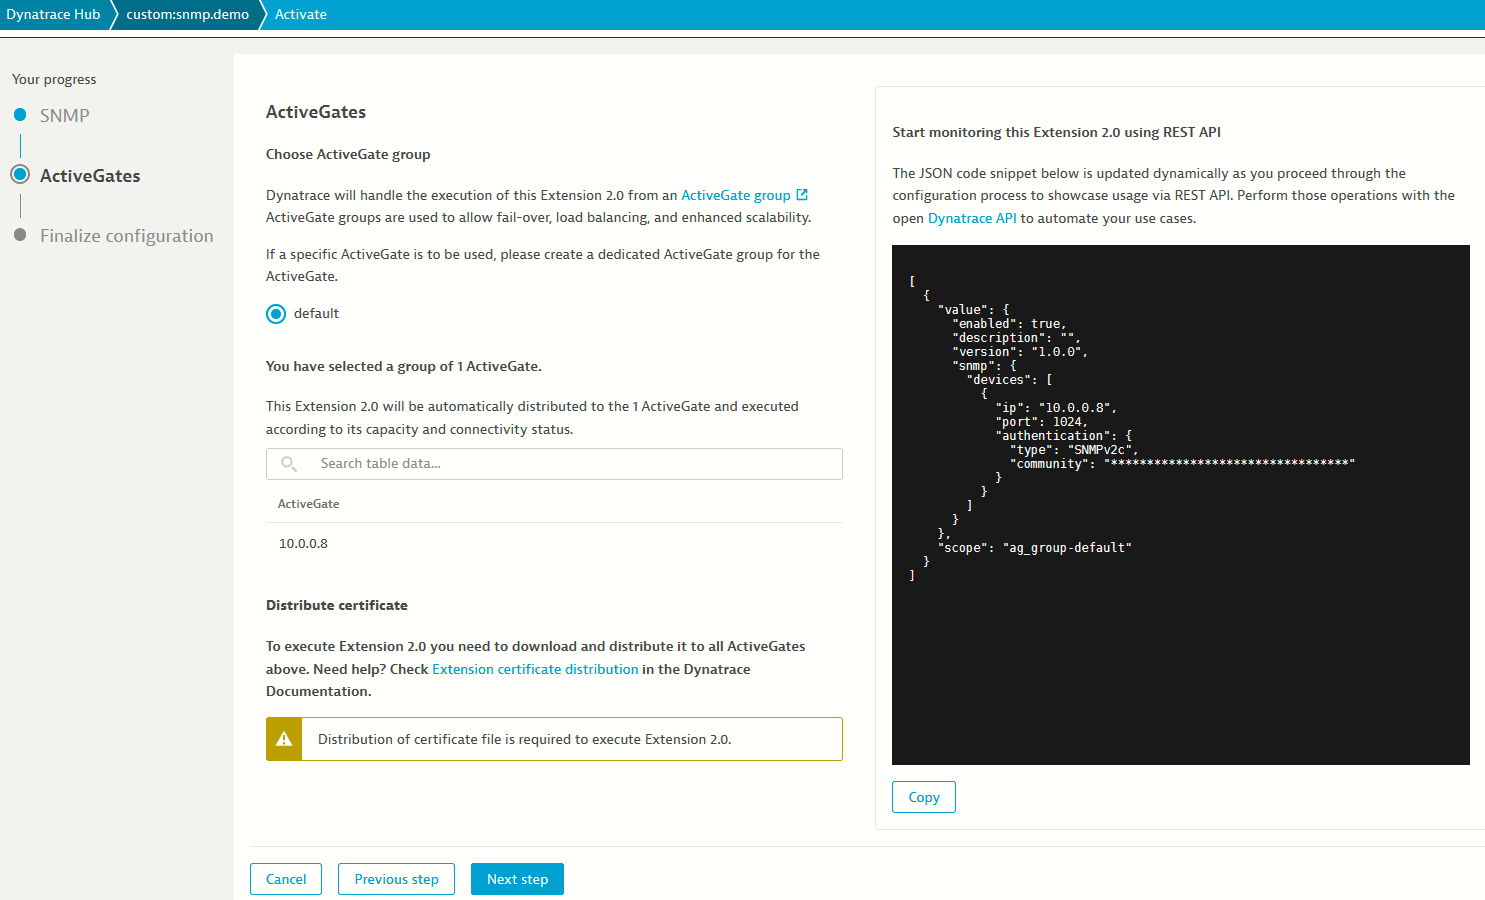 Dynatrace Hub
custom:snmp.demo
Activate
Your progress
SNMP
ActiveGates
Finalize configuration
ActiveGates
Choose ActiveGate group
Dynatrace will handle the execution of this Extension 2.0 from an ActiveGate group
ActiveGate groups are used to allow fail-over, load balancing, and enhanced scalability.
If a specific ActiveGate is to be used, please create a dedicated ActiveGate group for the
ActiveGate.
default
You have selected a group of 1 ActiveGate.
This Extension 2.0 will be automatically distributed to the 1 ActiveGate and executed
according to its capacity and connectivity status.
Search table data...
ActiveGate
10.0.0.8
Distribute certificate
To execute Extension 2.0 you need to download and distribute it to all ActiveGates
above. Need help? Check Extension certificate distribution in the Dynatrace
Documentation.
Distribution of certificate file is required to execute Extension 2.0.
Cancel
Previous step
Next step
Start monitoring this Extension 2.0 using REST API
The JSON code snippet below is updated dynamically as you proceed through the
configuration process to showcase usage via REST API. Perform those operations with the
open Dynatrace API to automate your use cases.
[
  {
    "value": {
      "enabled": true,
      "description": "",
      "version": "1.0.0",
      "snmp": {
        "devices": [
          {
            "ip": "10.0.0.8",
            "port": 1024,
            "authentication": {
              "type": "SNMPv2c",
              "community": "*********************************"
            }
          }
        ]
      }
    },
    "scope": "ag_group-default"
  }
]
Copy